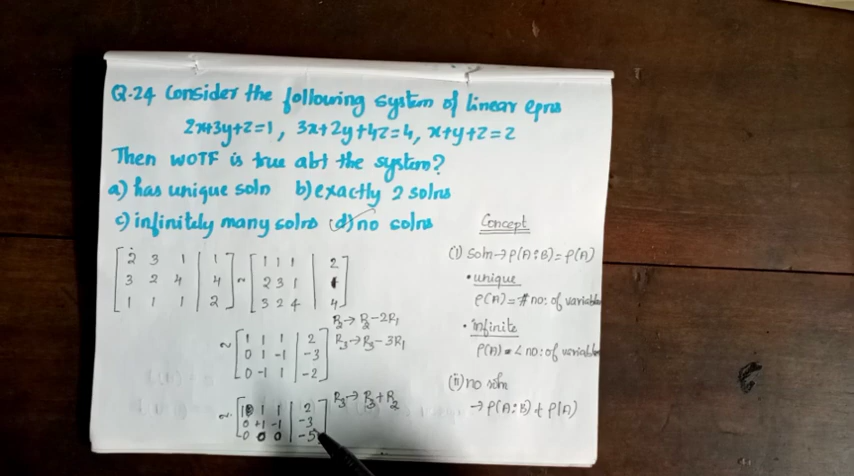 Q.24 Consider the following system of linear eqns
2x+3y+z=1, 3x+2y+4z=4, x+y+z=2
Then WOTF is true abt the system?
a) has unique soln b) exactly 2 solns
c) infinitely many solns (d) no solns
[2 3 1 | 1] ~ [1 1 1 | 2]
[3 2 4 | 4] [2 3 1 | 1]
[1 1 1 | 2] [3 2 4 | 4]
R2→R2-2R1
~ [1 1 1 | 2] R3→R3-3R1
[0 1 -1 | -3]
[0 -1 1 | -2]
~ [1 1 1 | 2] R3→R3+R2
[0 +1 -1 | -3]
[0 0 0 | -5]
Concept
(i) Soln→ρ(A:B)=ρ(A)
• unique
ρ(A)=# no: of variable
• infinite
ρ(A) < no: of variable
(ii) no soln
→ρ(A:B)≠ρ(A)